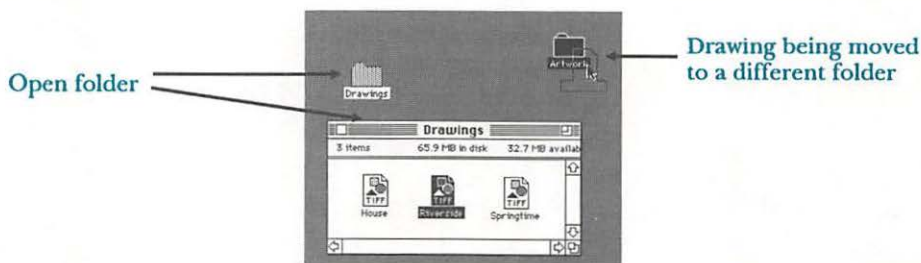 Open folder
Drawings
Artwork
Drawing being moved
to a different folder
Drawings
3 items 65.9 MB in disk 32.7 MB availab
TIFF TIFF TIFF
House Riverside Springtime